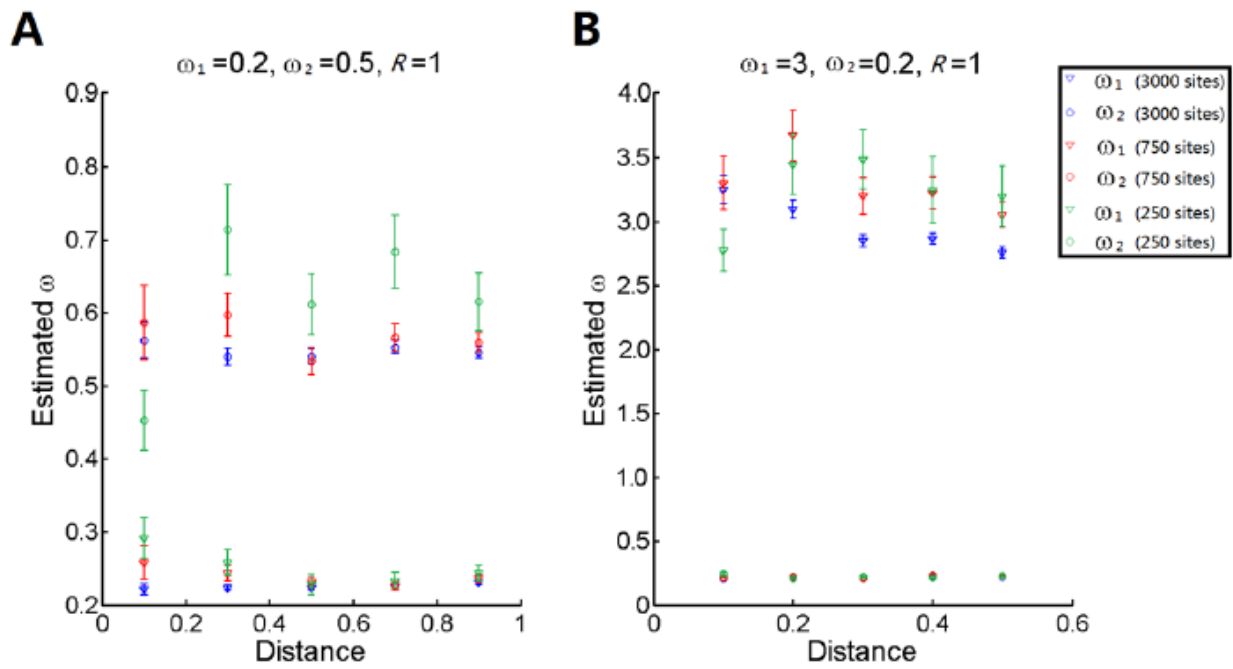 A
ω1=0.2, ω2=0.5, R=1
Estimated ω
0.9
0.8
0.7
0.6
0.5
0.4
0.3
0.2
0
0.2
0.4
0.6
0.8
1
Distance
B
ω1=3, ω2=0.2, R=1
Estimated ω
4.0
3.5
3.0
2.5
2.0
1.5
1.0
0.5
0
0
0.2
0.4
0.6
Distance
ω1 (3000 sites)
ω2 (3000 sites)
ω1 (750 sites)
ω2 (750 sites)
ω1 (250 sites)
ω2 (250 sites)